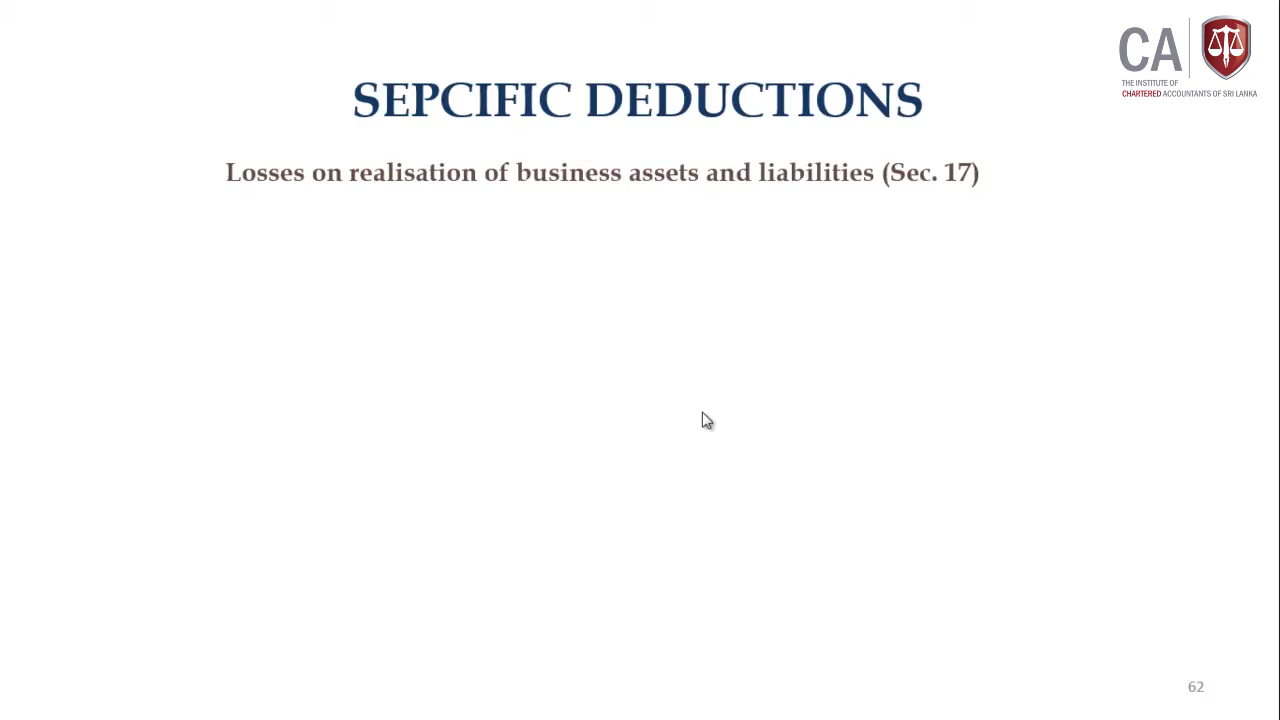 CA
THE INSTITUTE OF
CHARTERED ACCOUNTANTS OF SRI LANKA
SEPCIFIC DEDUCTIONS
Losses on realisation of business assets and liabilities (Sec. 17)
62